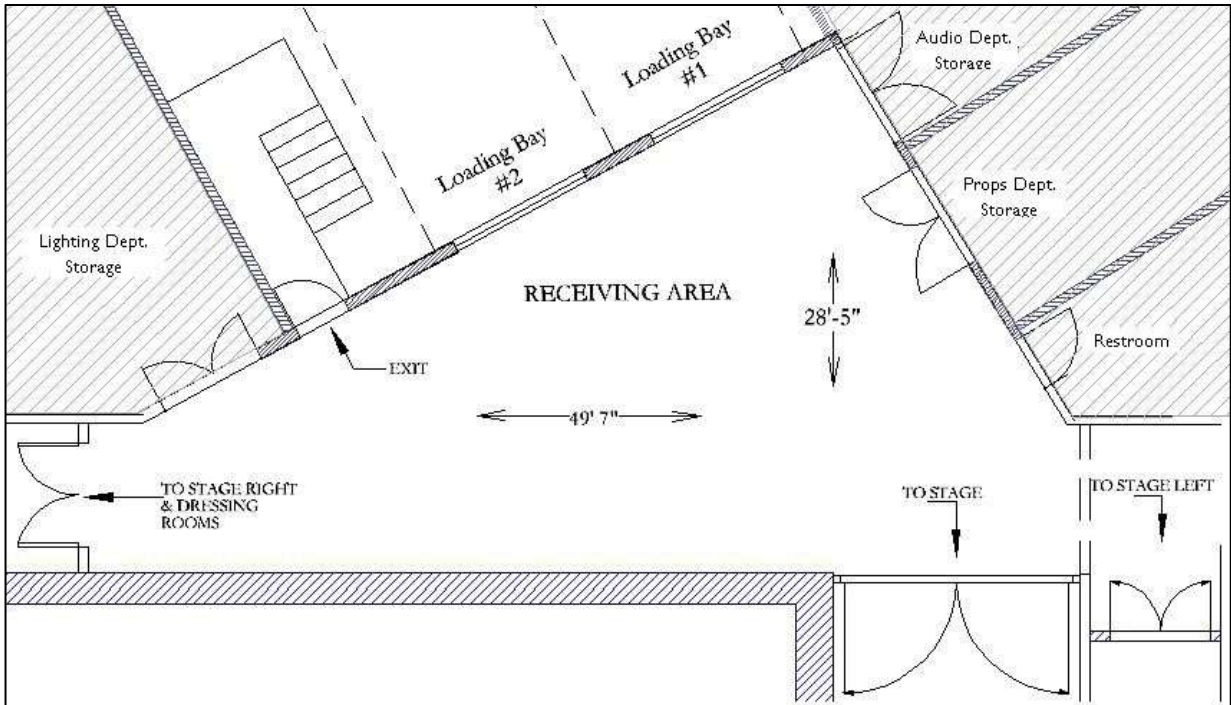 Audio Dept.
Storage
Loading Bay
#1
Loading Bay
#2
Props Dept.
Storage
Lighting Dept.
Storage
RECEIVING AREA
28'-5"
Restroom
EXIT
49' 7"
TO STAGE RIGHT
& DRESSING
ROOMS
TO STAGE
TO STAGE LEFT